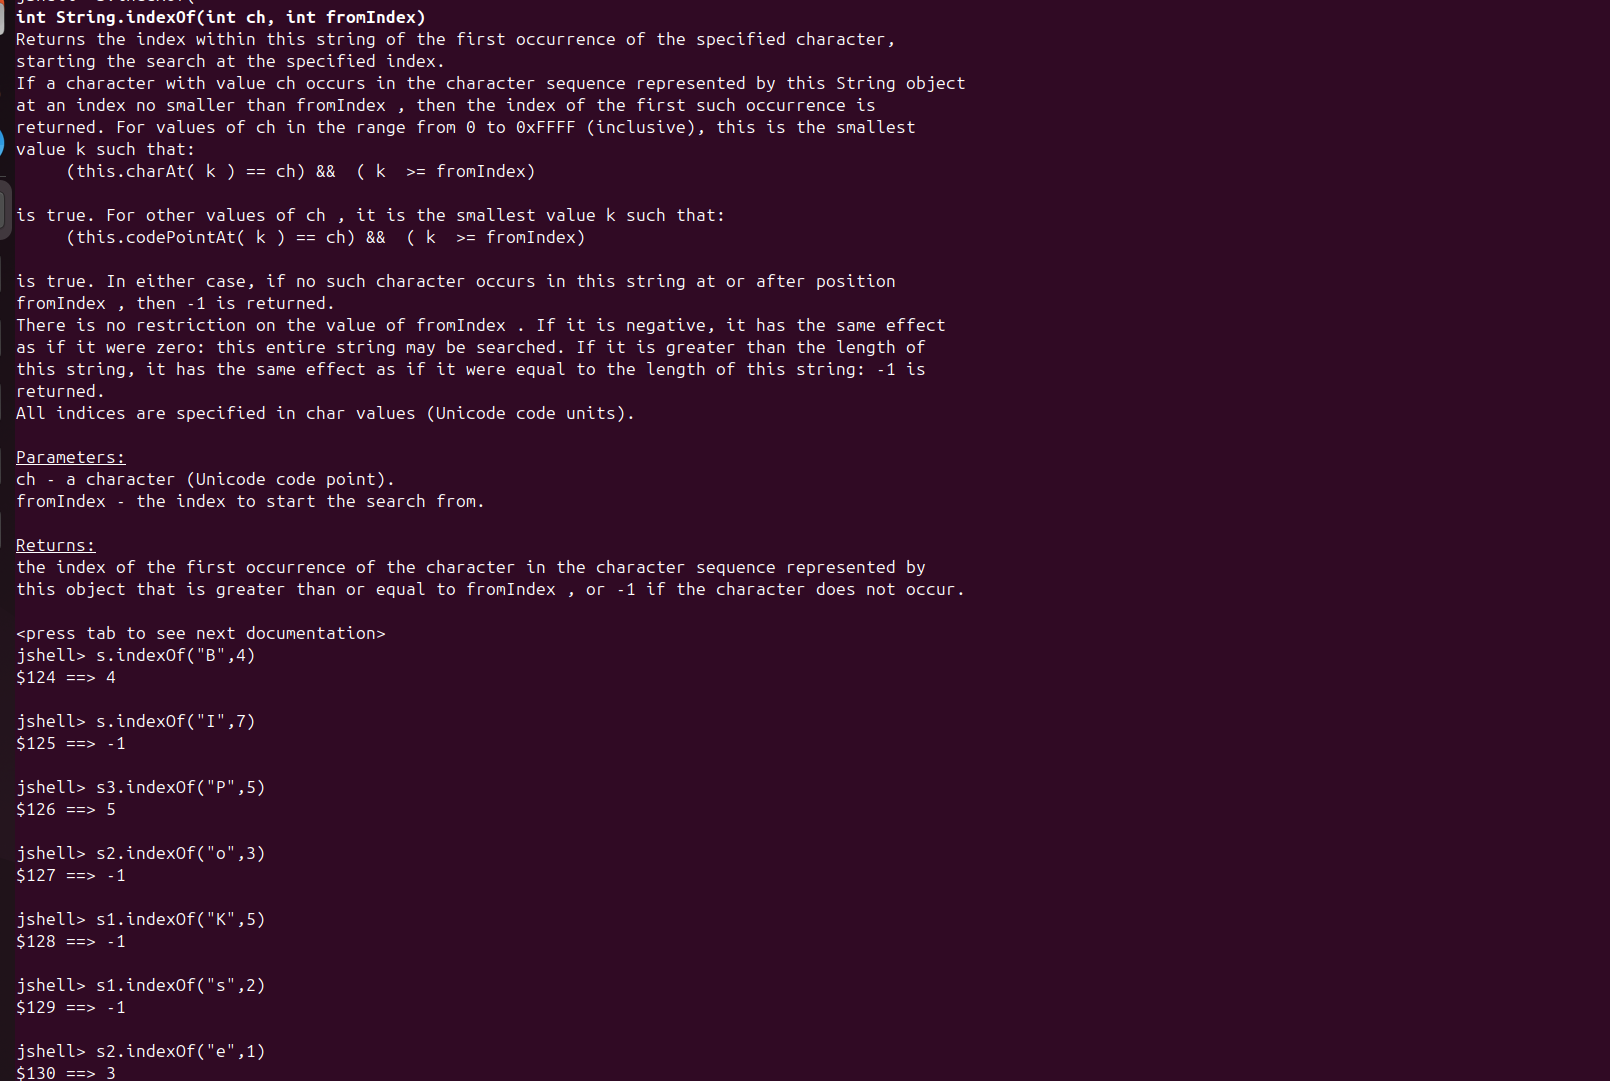 int String.indexOf(int ch, int fromIndex)
Returns the index within this string of the first occurrence of the specified character,
starting the search at the specified index.
If a character with value ch occurs in the character sequence represented by this String object
at an index no smaller than fromIndex , then the index of the first such occurrence is
returned. For values of ch in the range from 0 to 0xFFFF (inclusive), this is the smallest
value k such that:
(this.charAt( k ) == ch) &&  ( k  >= fromIndex)
is true. For other values of ch , it is the smallest value k such that:
(this.codePointAt( k ) == ch) &&  ( k  >= fromIndex)
is true. In either case, if no such character occurs in this string at or after position
fromIndex , then -1 is returned.
There is no restriction on the value of fromIndex . If it is negative, it has the same effect
as if it were zero: this entire string may be searched. If it is greater than the length of
this string, it has the same effect as if it were equal to the length of this string: -1 is
returned.
All indices are specified in char values (Unicode code units).
Parameters:
ch - a character (Unicode code point).
fromIndex - the index to start the search from.
Returns:
the index of the first occurrence of the character in the character sequence represented by
this object that is greater than or equal to fromIndex , or -1 if the character does not occur.
<press tab to see next documentation>
jshell> s.indexOf("B",4)
$124 ==> 4
jshell> s.indexOf("I",7)
$125 ==> -1
jshell> s3.indexOf("P",5)
$126 ==> 5
jshell> s2.indexOf("o",3)
$127 ==> -1
jshell> s1.indexOf("K",5)
$128 ==> -1
jshell> s1.indexOf("s",2)
$129 ==> -1
jshell> s2.indexOf("e",1)
$130 ==> 3